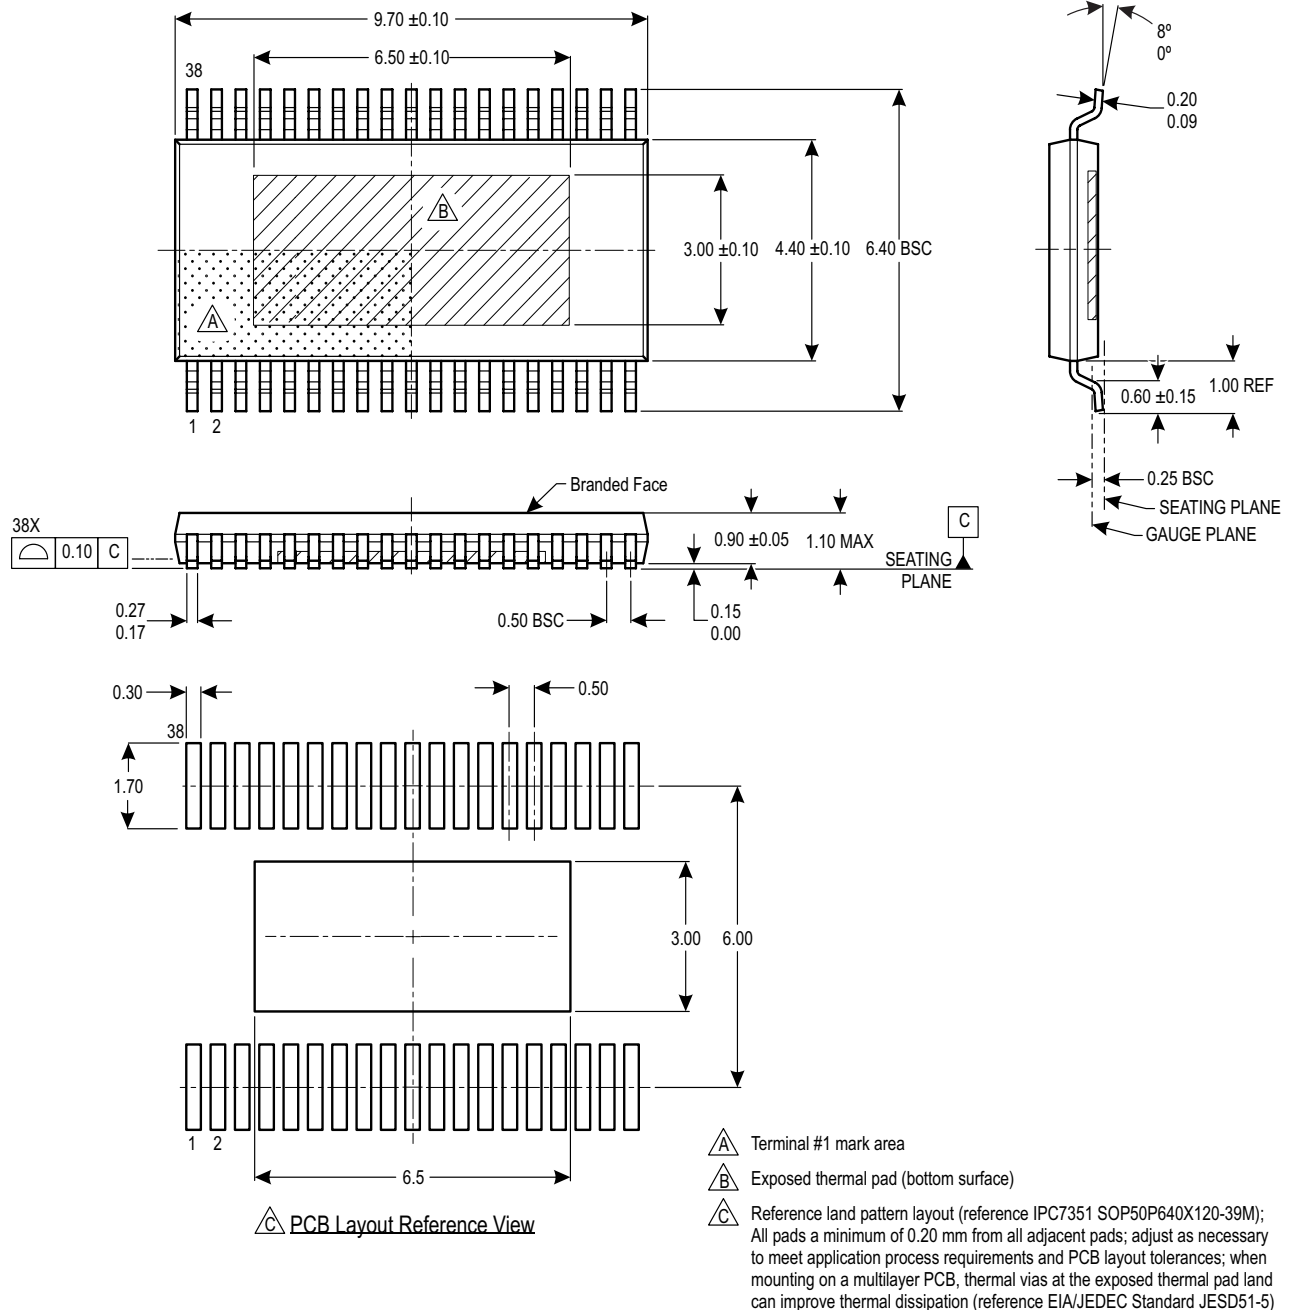 9.70 ±0.10
6.50 ±0.10
38
8º
0º
0.20
0.09
B
3.00 ±0.10
4.40 ±0.10
6.40 BSC
A
1 2
0.60 ±0.15
1.00 REF
0.25 BSC
SEATING PLANE
GAUGE PLANE
Branded Face
38X
0.10 C
0.90 ±0.05
1.10 MAX
C
SEATING
PLANE
0.27
0.17
0.50 BSC
0.15
0.00
0.30
0.50
38
1.70
3.00
6.00
1 2
6.5
C PCB Layout Reference View
A Terminal #1 mark area
B Exposed thermal pad (bottom surface)
C Reference land pattern layout (reference IPC7351 SOP50P640X120-39M);
All pads a minimum of 0.20 mm from all adjacent pads; adjust as necessary
to meet application process requirements and PCB layout tolerances; when
mounting on a multilayer PCB, thermal vias at the exposed thermal pad land
can improve thermal dissipation (reference EIA/JEDEC Standard JESD51-5)